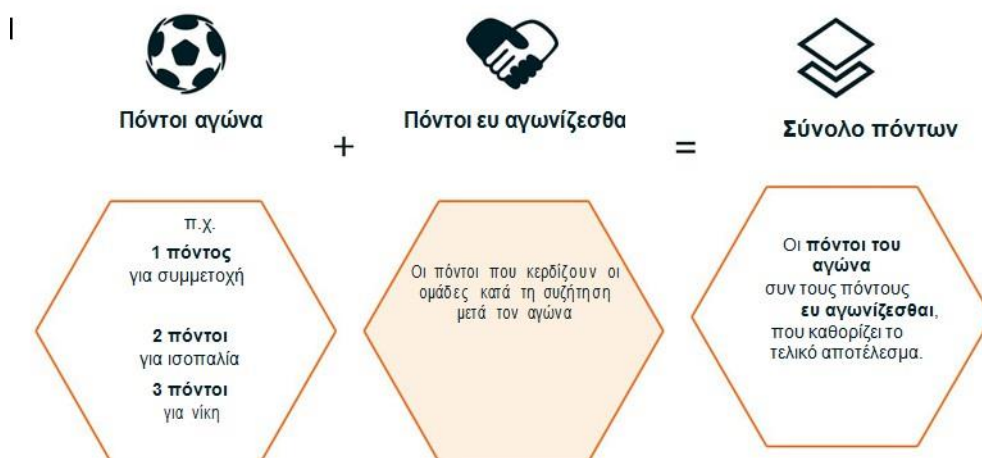 Πόντοι αγώνα
+
Πόντοι ευ αγωνίζεσθα
=
Σύνολο πόντων
π.χ.
1 πόντος
για συμμετοχή
2 πόντοι
για ισοπαλία
3 πόντοι
για νίκη
Οι πόντοι που κερδίζουν οι
ομάδες κατά τη συζήτηση
μετά τον αγώνα
Οι πόντοι του
αγώνα
συν τους πόντους
ευ αγωνίζεσθαι,
που καθορίζει το
τελικό αποτέλεσμα.